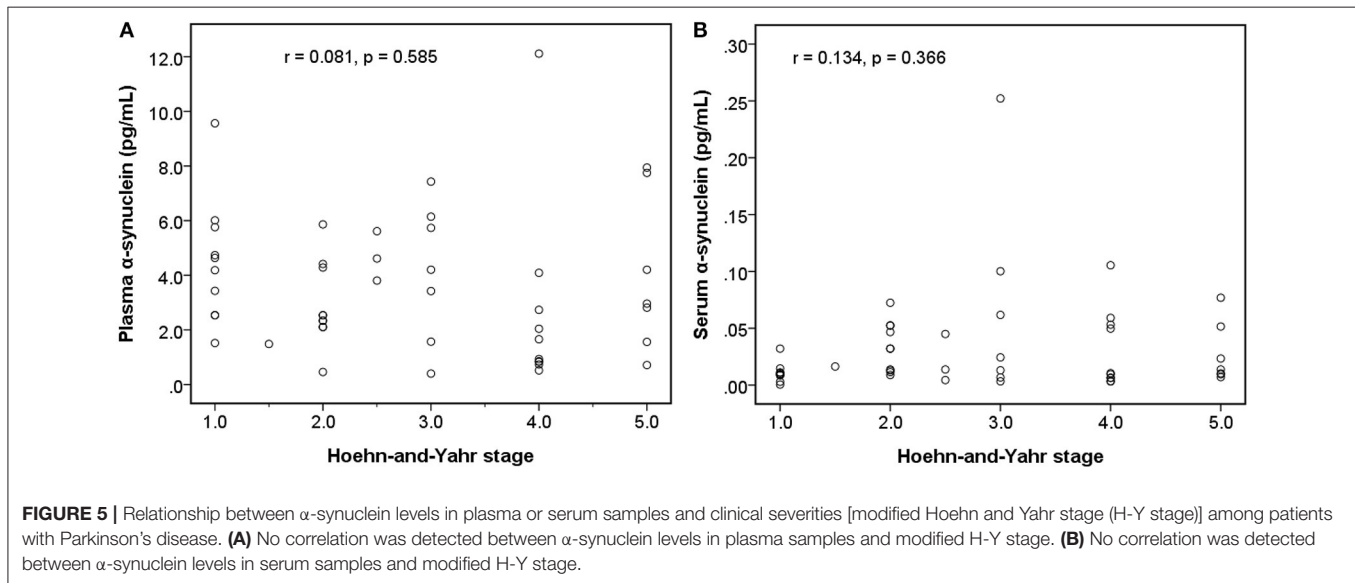 A
r = 0.081, p = 0.585
Plasma α-synuclein (pg/mL)
12.0
10.0
8.0
6.0
4.0
2.0
.0
1.0 2.0 3.0 4.0 5.0
Hoehn-and-Yahr stage
B
r = 0.134, p = 0.366
Serum α-synuclein (pg/mL)
.30
.25
.20
.15
.10
.05
.00
1.0 2.0 3.0 4.0 5.0
Hoehn-and-Yahr stage
FIGURE 5 | Relationship between α-synuclein levels in plasma or serum samples and clinical severities [modified Hoehn and Yahr stage (H-Y stage)] among patients
with Parkinson's disease. (A) No correlation was detected between α-synuclein levels in plasma samples and modified H-Y stage. (B) No correlation was detected
between α-synuclein levels in serum samples and modified H-Y stage.